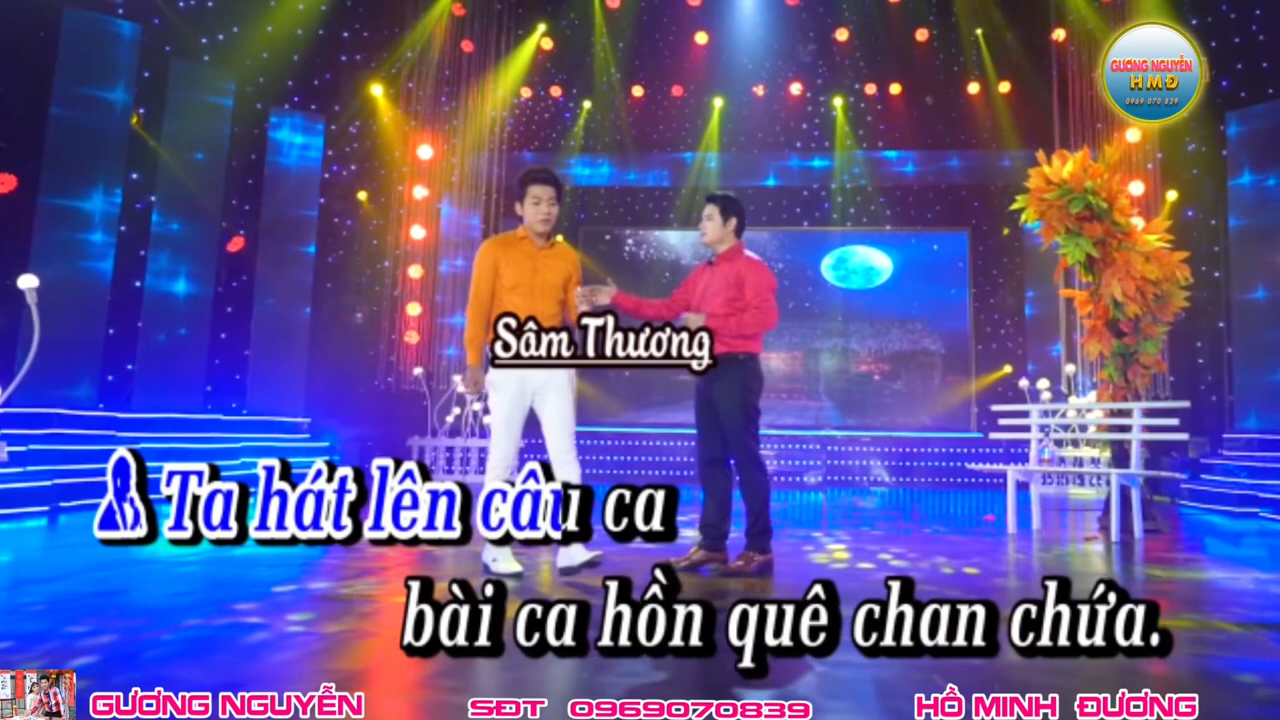 GƯƠNG NGUYỄN
HMĐ
0969 070 839
Sâm Thương
Ta hát lên câu ca
bài ca hồn quê chan chứa.
GƯƠNG NGUYỄN SĐT 0969070839 HỒ MINH ĐƯƠNG